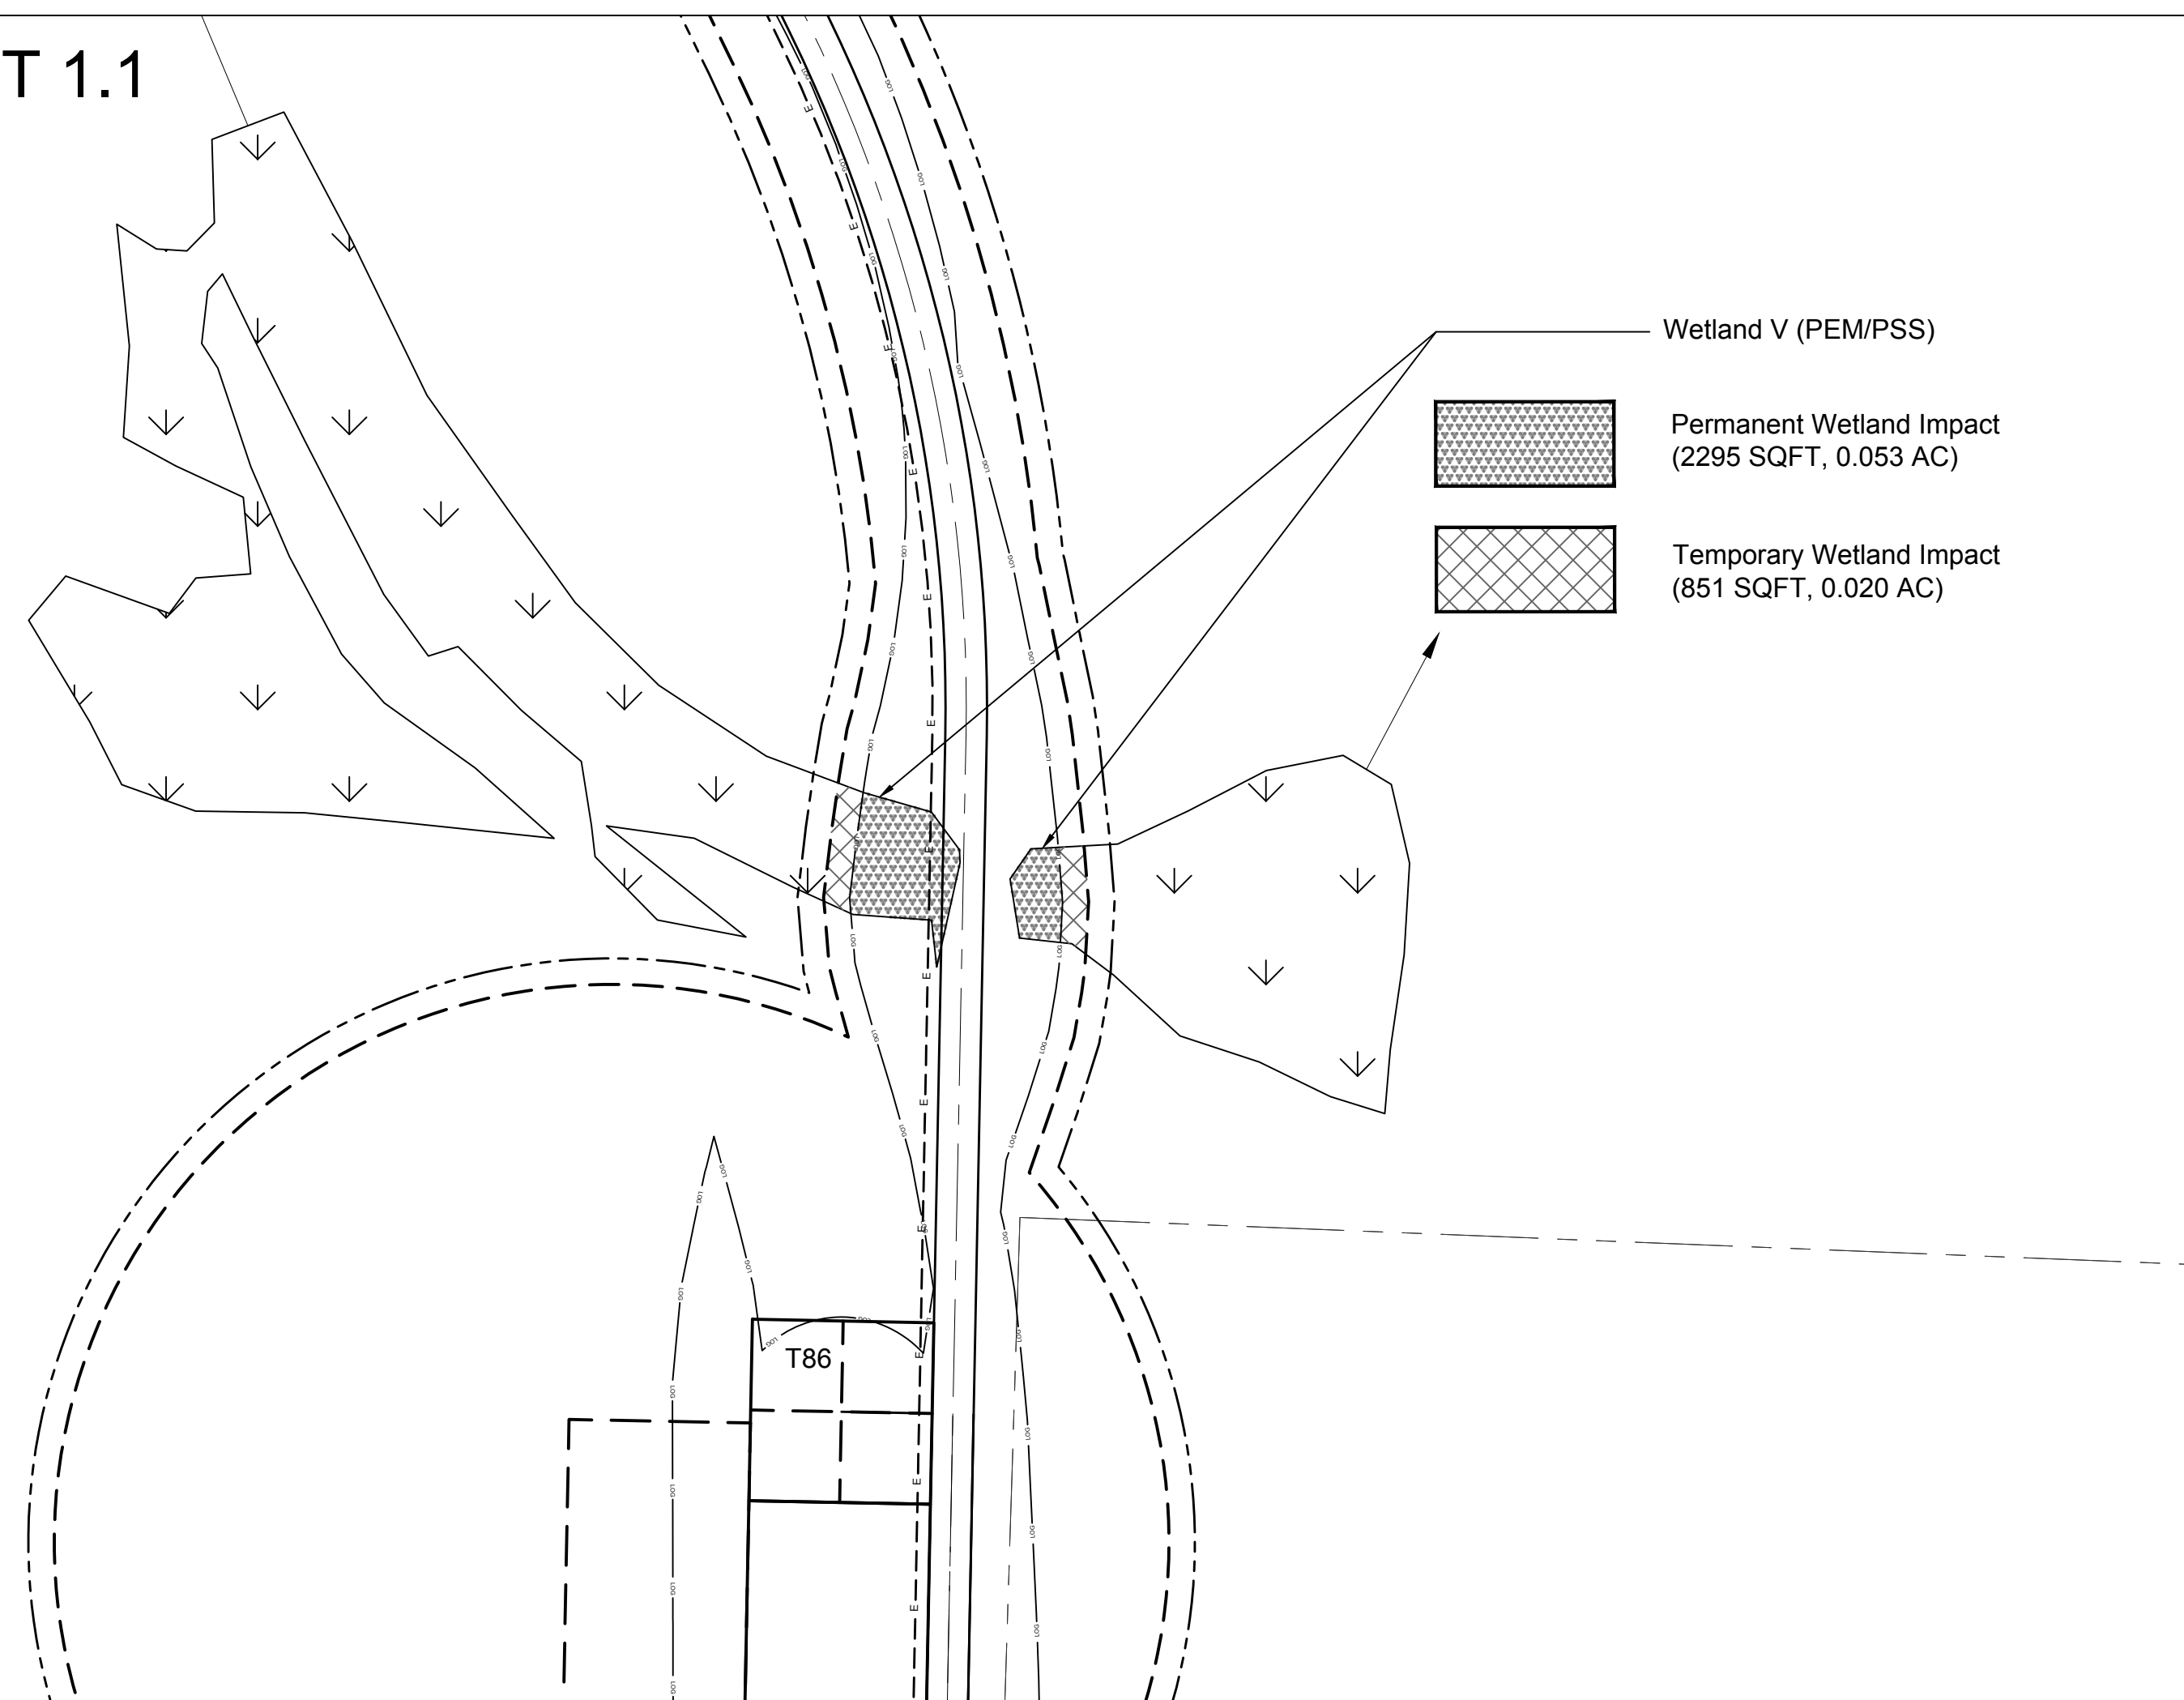 T 1.1
Wetland V (PEM/PSS)
Permanent Wetland Impact
(2295 SQFT, 0.053 AC)
Temporary Wetland Impact
(851 SQFT, 0.020 AC)
T86